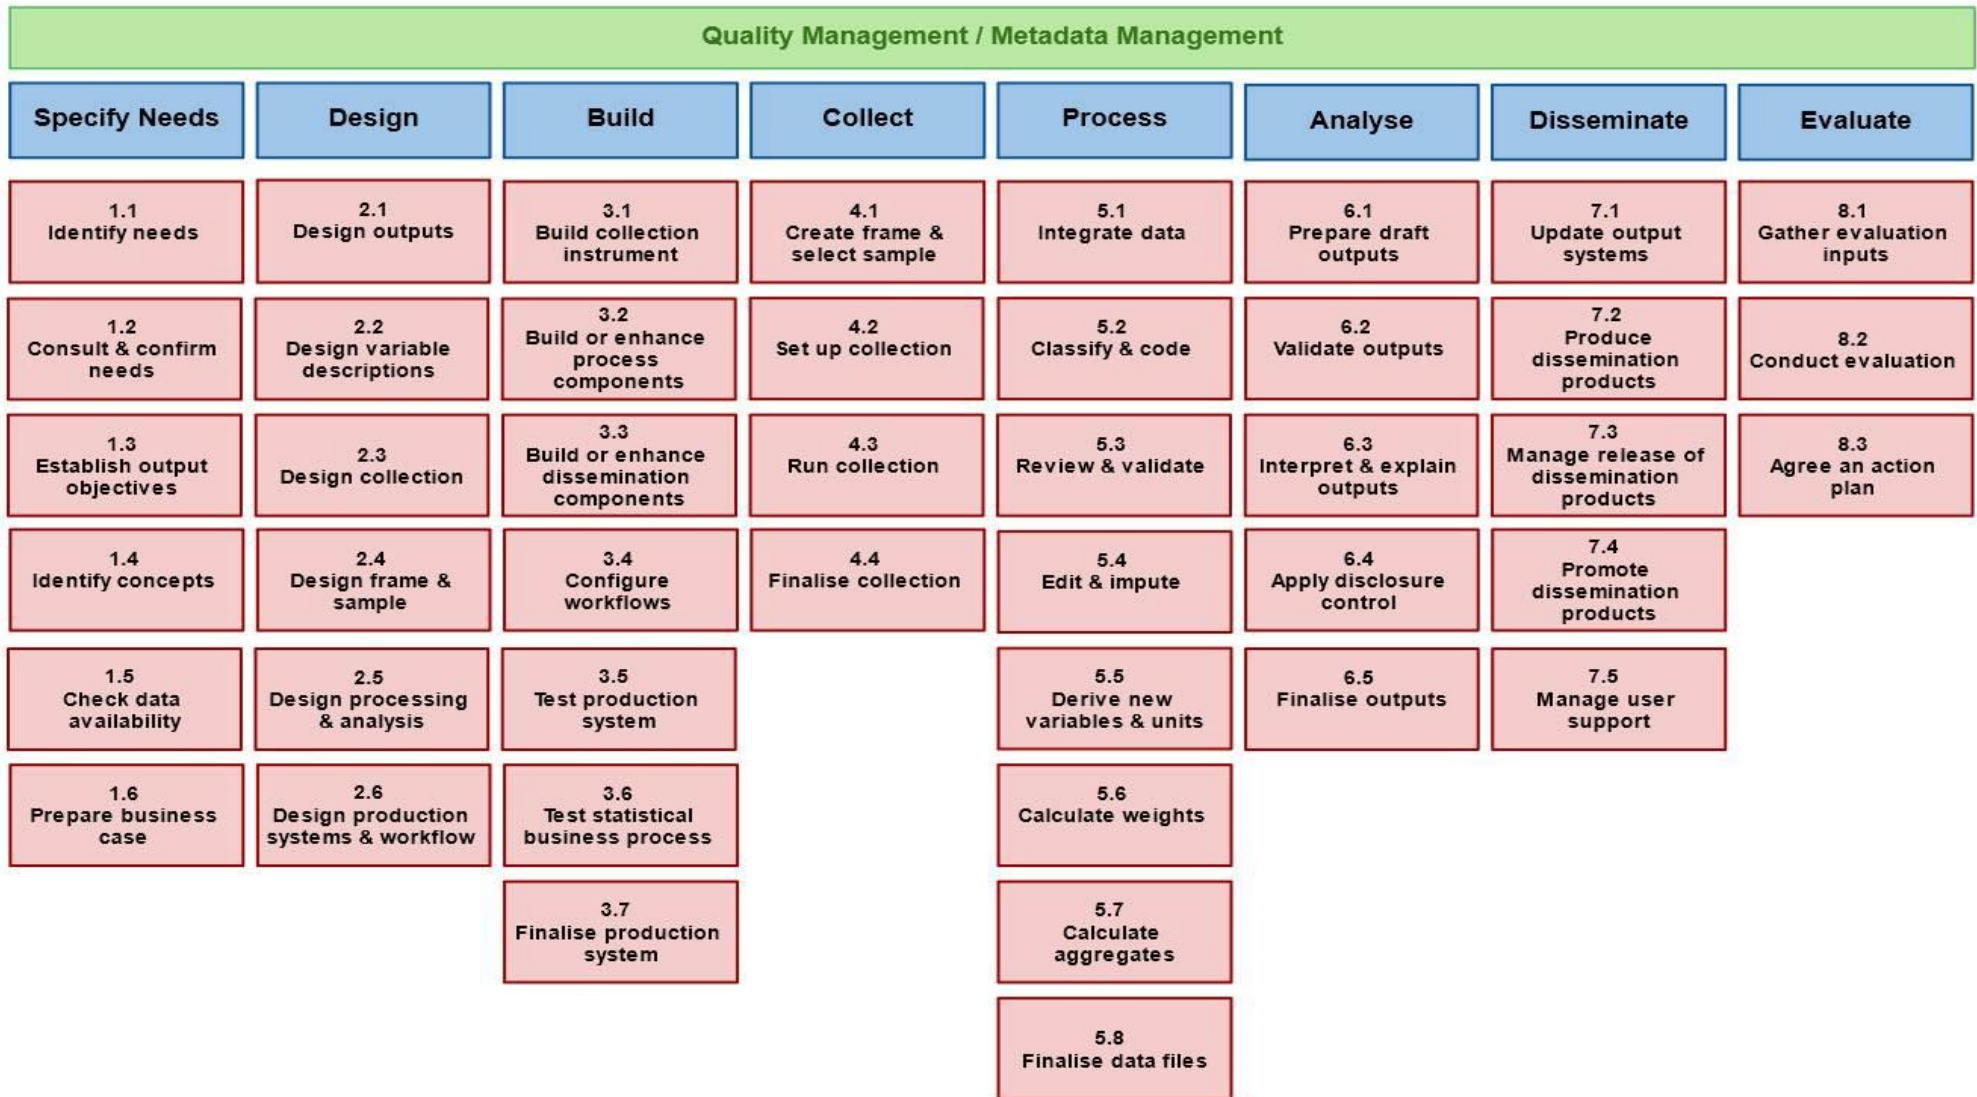 Quality Management / Metadata Management
Specify Needs
Design
Build
Collect
Process
Analyse
Disseminate
Evaluate
1.1
Identify needs
2.1
Design outputs
3.1
Build collection
instrument
4.1
Create frame &
select sample
5.1
Integrate data
6.1
Prepare draft
outputs
7.1
Update output
systems
8.1
Gather evaluation
inputs
1.2
Consult & confirm
needs
2.2
Design variable
descriptions
3.2
Build or enhance
process
components
4.2
Set up collection
5.2
Classify & code
6.2
Validate outputs
7.2
Produce
dissemination
products
8.2
Conduct evaluation
1.3
Establish output
objectives
2.3
Design collection
3.3
Build or enhance
dissemination
components
4.3
Run collection
5.3
Review & validate
6.3
Interpret & explain
outputs
7.3
Manage release of
dissemination
products
8.3
Agree an action
plan
1.4
Identify concepts
2.4
Design frame &
sample
3.4
Configure
workflows
4.4
Finalise collection
5.4
Edit & impute
6.4
Apply disclosure
control
7.4
Promote
dissemination
products
1.5
Check data
availability
2.5
Design processing
& analysis
3.5
Test production
system
5.5
Derive new
variables & units
6.5
Finalise outputs
7.5
Manage user
support
1.6
Prepare business
case
2.6
Design production
systems & workflow
3.6
Test statistical
business process
5.6
Calculate weights
3.7
Finalise production
system
5.7
Calculate
aggregates
5.8
Finalise data files